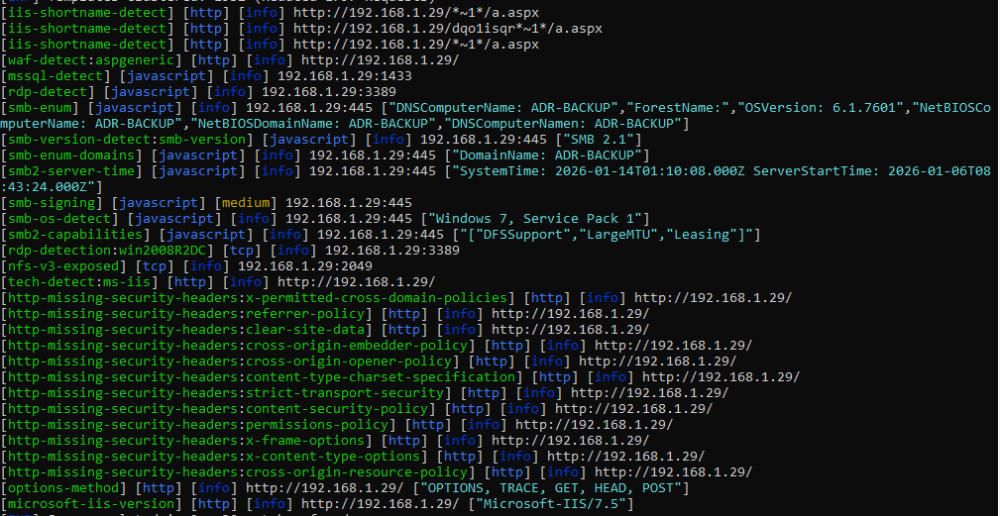 [iis-shortname-detect] [http] [info] http://192.168.1.29/*~1*/a.aspx
[iis-shortname-detect] [http] [info] http://192.168.1.29/dqo1isqr*~1*/a.aspx
[iis-shortname-detect] [http] [info] http://192.168.1.29/*~1*/a.aspx
[waf-detect:aspgeneric] [http] [info] http://192.168.1.29/
[mssql-detect] [javascript] [info] 192.168.1.29:1433
[rdp-detect] [javascript] [info] 192.168.1.29:3389
[smb-enum] [javascript] [info] 192.168.1.29:445 ["DNSComputerName: ADR-BACKUP","ForestName:","OSVersion: 6.1.7601","NetBIOSCo
mputerName: ADR-BACKUP","NetBIOSDomainName: ADR-BACKUP","DNSComputerNamen: ADR-BACKUP"]
[smb-version-detect:smb-version] [javascript] [info] 192.168.1.29:445 ["SMB 2.1"]
[smb-enum-domains] [javascript] [info] 192.168.1.29:445 ["DomainName: ADR-BACKUP"]
[smb2-server-time] [javascript] [info] 192.168.1.29:445 ["SystemTime: 2026-01-14T01:10:08.000Z ServerStartTime: 2026-01-06T08
:43:24.000Z"]
[smb-signing] [javascript] [medium] 192.168.1.29:445
[smb-os-detect] [javascript] [info] 192.168.1.29:445 ["Windows 7, Service Pack 1"]
[smb2-capabilities] [javascript] [info] 192.168.1.29:445 ["["DFSSupport","LargeMTU","Leasing"]"]
[rdp-detection:win2008R2DC] [tcp] [info] 192.168.1.29:3389
[nfs-v3-exposed] [tcp] [info] 192.168.1.29:2049
[tech-detect:ms-iis] [http] [info] http://192.168.1.29/
[http-missing-security-headers:x-permitted-cross-domain-policies] [http] [info] http://192.168.1.29/
[http-missing-security-headers:referrer-policy] [http] [info] http://192.168.1.29/
[http-missing-security-headers:clear-site-data] [http] [info] http://192.168.1.29/
[http-missing-security-headers:cross-origin-embedder-policy] [http] [info] http://192.168.1.29/
[http-missing-security-headers:cross-origin-opener-policy] [http] [info] http://192.168.1.29/
[http-missing-security-headers:content-type-charset-specification] [http] [info] http://192.168.1.29/
[http-missing-security-headers:strict-transport-security] [http] [info] http://192.168.1.29/
[http-missing-security-headers:content-security-policy] [http] [info] http://192.168.1.29/
[http-missing-security-headers:permissions-policy] [http] [info] http://192.168.1.29/
[http-missing-security-headers:x-frame-options] [http] [info] http://192.168.1.29/
[http-missing-security-headers:x-content-type-options] [http] [info] http://192.168.1.29/
[http-missing-security-headers:cross-origin-resource-policy] [http] [info] http://192.168.1.29/
[options-method] [http] [info] http://192.168.1.29/ ["OPTIONS, TRACE, GET, HEAD, POST"]
[microsoft-iis-version] [http] [info] http://192.168.1.29/ ["Microsoft-IIS/7.5"]